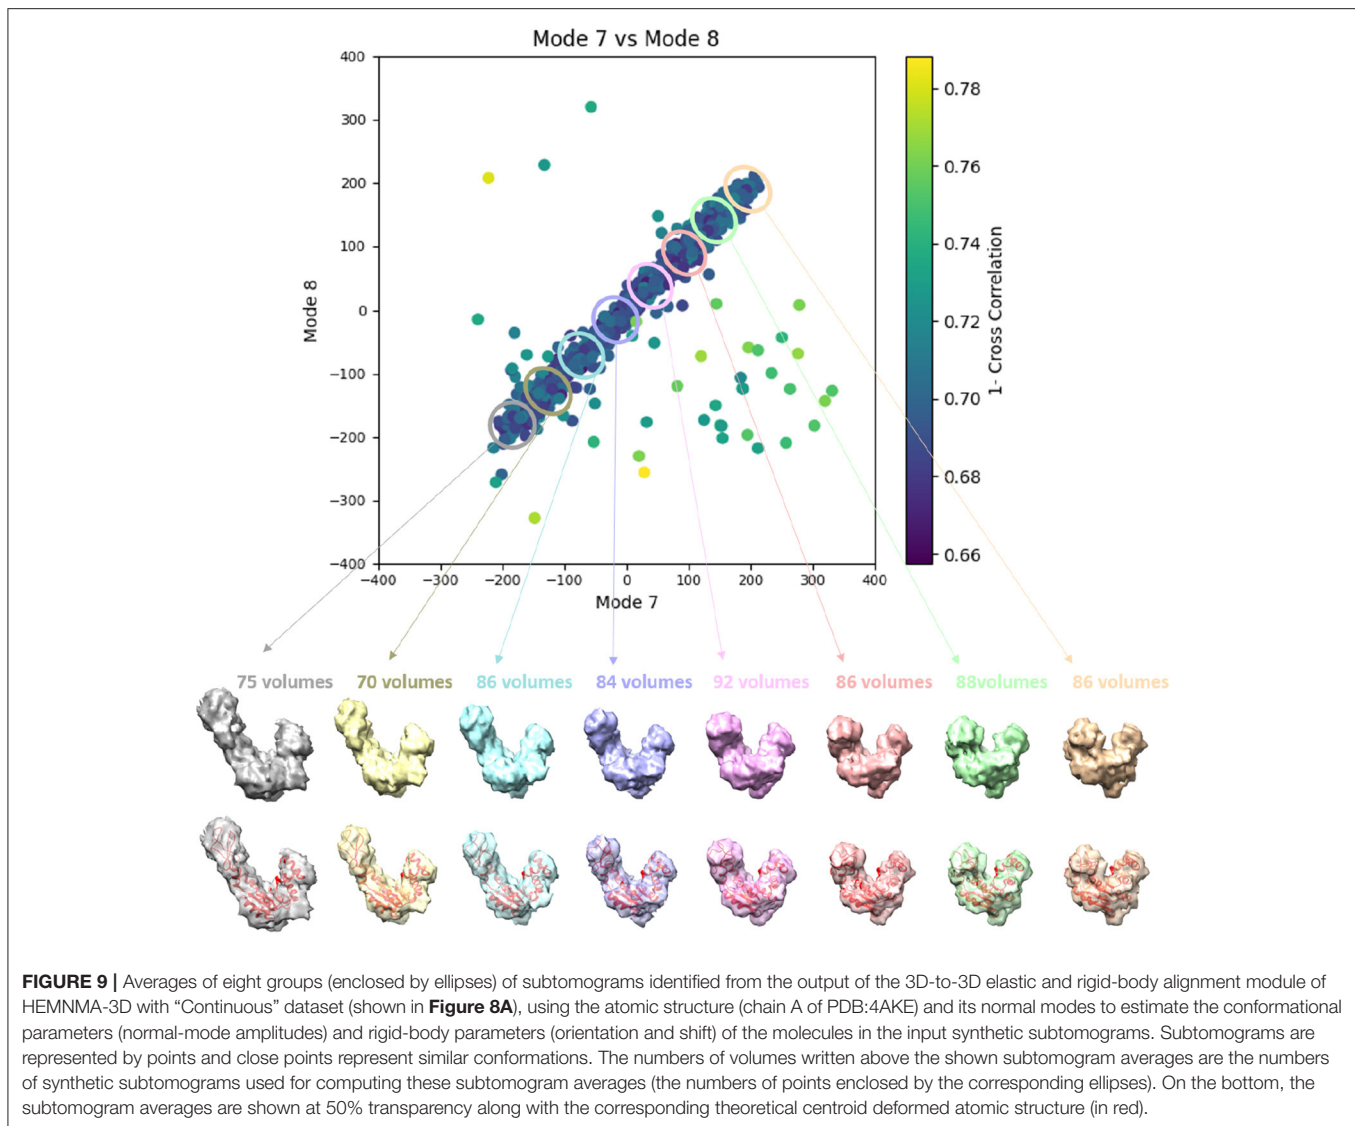 Mode 7 vs Mode 8
400
300
200
100
0
−100
−200
−300
−400
Mode 8
−400 −300 −200 −100 0 100 200 300 400
Mode 7
0.78
0.76
0.74
0.72
0.70
0.68
0.66
1- Cross Correlation
75 volumes 70 volumes 86 volumes 84 volumes 92 volumes 86 volumes 88volumes 86 volumes
FIGURE 9 | Averages of eight groups (enclosed by ellipses) of subtomograms identified from the output of the 3D-to-3D elastic and rigid-body alignment module of
HEMNMA-3D with “Continuous” dataset (shown in Figure 8A), using the atomic structure (chain A of PDB:4AKE) and its normal modes to estimate the conformational
parameters (normal-mode amplitudes) and rigid-body parameters (orientation and shift) of the molecules in the input synthetic subtomograms. Subtomograms are
represented by points and close points represent similar conformations. The numbers of volumes written above the shown subtomogram averages are the numbers
of synthetic subtomograms used for computing these subtomogram averages (the numbers of points enclosed by the corresponding ellipses). On the bottom, the
subtomogram averages are shown at 50% transparency along with the corresponding theoretical centroid deformed atomic structure (in red).